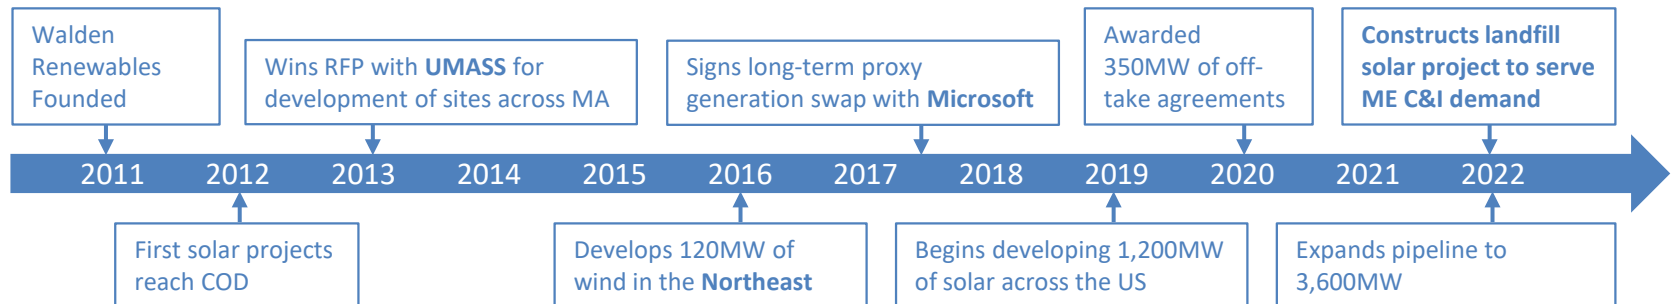 Walden
Renewables
Founded
Wins RFP with UMASS for
development of sites across MA
Signs long-term proxy
generation swap with Microsoft
Awarded
350MW of off-
take agreements
Constructs landfill
solar project to serve
ME C&I demand
2011 2012 2013 2014 2015 2016 2017 2018 2019 2020 2021 2022
First solar projects
reach COD
Develops 120MW of
wind in the Northeast
Begins developing 1,200MW
of solar across the US
Expands pipeline to
3,600MW